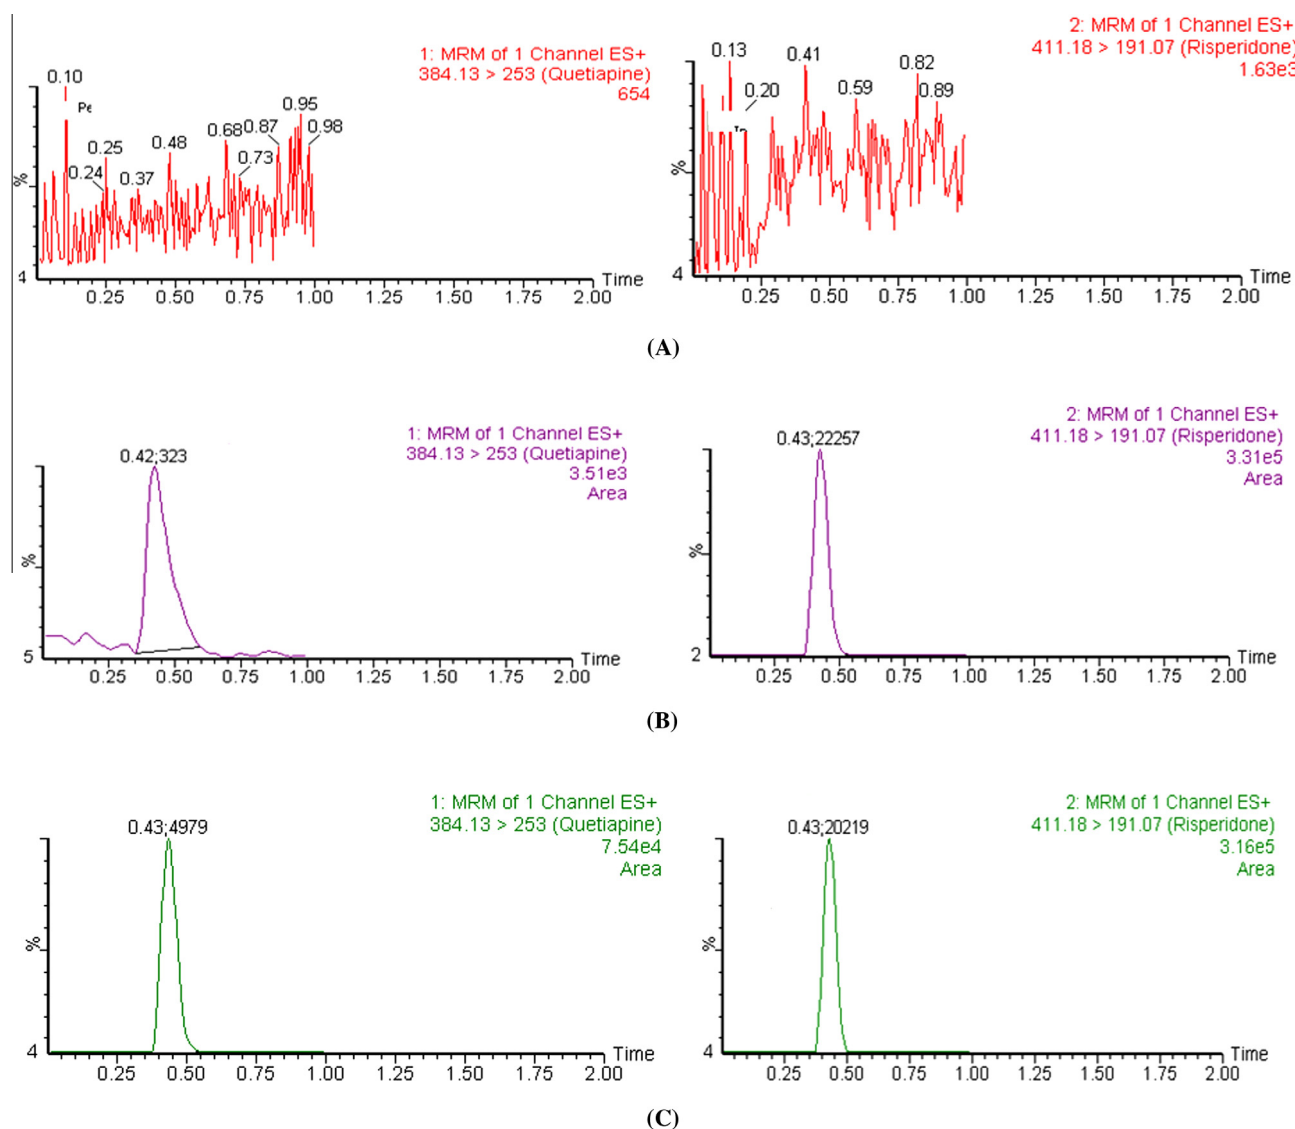 1: MRM of 1 Channel ES+
384.13 > 253 (Quetiapine)
654
0.10
0.24
0.25
0.37
0.48
0.68
0.73
0.87
0.95
0.98
%
4
Time
0.25 0.50 0.75 1.00 1.25 1.50 1.75 2.00
2: MRM of 1 Channel ES+
411.18 > 191.07 (Risperidone)
1.63e3
0.13
0.20
0.41
0.59
0.82
0.89
%
4
Time
0.25 0.50 0.75 1.00 1.25 1.50 1.75 2.00
(A)
1: MRM of 1 Channel ES+
384.13 > 253 (Quetiapine)
3.51e3
Area
0.42;323
%
5
Time
0.25 0.50 0.75 1.00 1.25 1.50 1.75 2.00
2: MRM of 1 Channel ES+
411.18 > 191.07 (Risperidone)
3.31e5
Area
0.43;22257
%
2
Time
0.25 0.50 0.75 1.00 1.25 1.50 1.75 2.00
(B)
1: MRM of 1 Channel ES+
384.13 > 253 (Quetiapine)
7.54e4
Area
0.43;4979
%
4
Time
0.25 0.50 0.75 1.00 1.25 1.50 1.75 2.00
2: MRM of 1 Channel ES+
411.18 > 191.07 (Risperidone)
3.16e5
Area
0.43;20219
%
4
Time
0.25 0.50 0.75 1.00 1.25 1.50 1.75 2.00
(C)